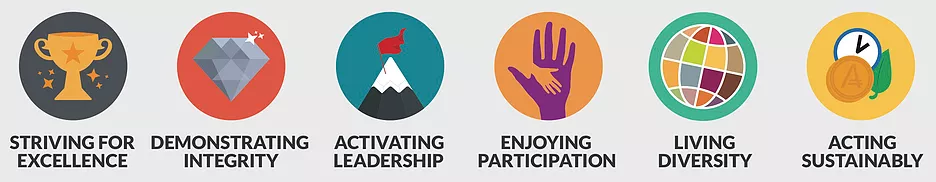 STRIVING FOR
EXCELLENCE
DEMONSTRATING
INTEGRITY
ACTIVATING
LEADERSHIP
ENJOYING
PARTICIPATION
LIVING
DIVERSITY
A
ACTING
SUSTAINABLY